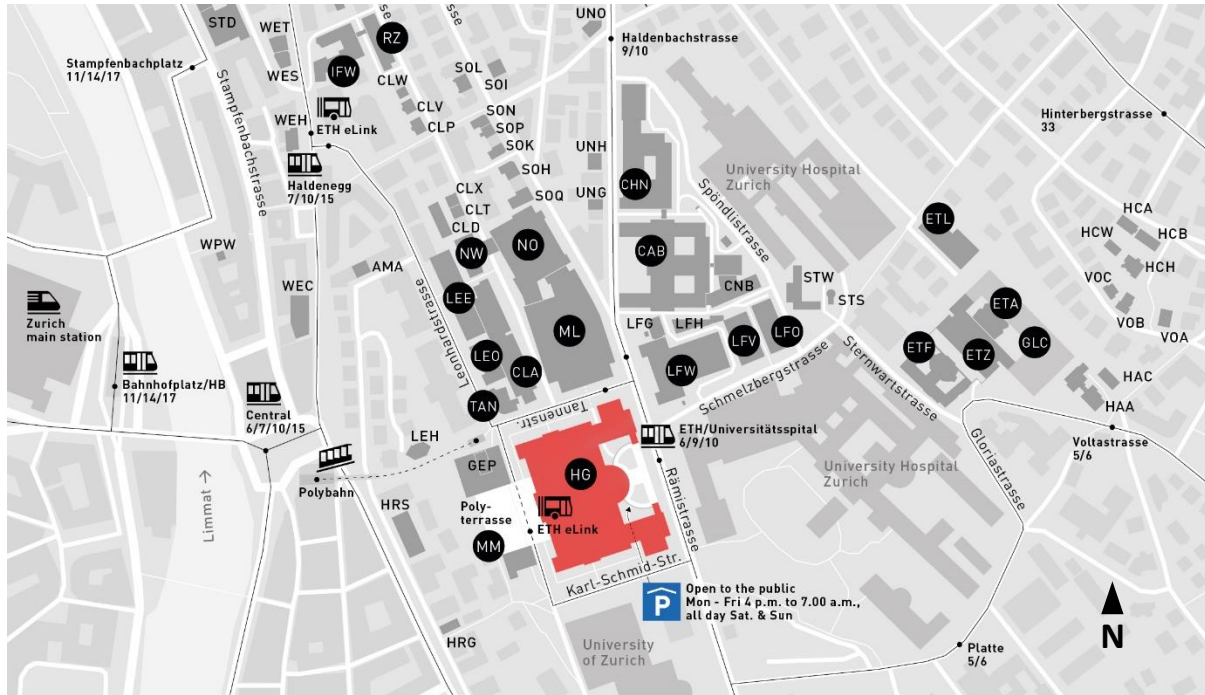 STD
WET
RZ
UNO
Stampfenbachplatz
11/14/17
WES
IFW
CLW
SOL
SOI
Haldenbachstrasse
9/10
Stampfenbachstrasse
WEH
ETH eLink
CLV
CLP
SON
SOP
SOK
UNH
Hinterbergstrasse
33
Haldenegg
7/10/15
SOH
CLX
CLT
CLD
SOQ
UNG
CHN
University Hospital
Zurich
Spöndlistrasse
ETL
HCA
HCB
HCW
HCH
WPW
AMA
NW
NO
CAB
CNB
STW
STS
VOC
VOB
VOA
WEC
LEE
Leonhardstrasse
Zurich
main station
ML
LFG
LFH
LFV
LFO
ETA
ETF
ETZ
GLC
LEO
CLA
LFW
Schmelzbergstrasse
Sternwartstrasse
HAC
HAA
Bahnhofplatz/HB
11/14/17
Central
6/7/10/15
TAN
Tannenstr.
LEH
ETH/Universitätsspital
6/9/10
Voltastrasse
5/6
GEP
HG
Rämistrasse
University Hospital
Zurich
Gloriastrasse
Polybahn
Limmat →
HRS
Poly-
terrasse
ETH eLink
MM
Karl-Schmid-Str.
P
Open to the public
Mon - Fri 4 p.m. to 7.00 a.m.,
all day Sat. & Sun
HRG
University
of Zurich
Platte
5/6
N